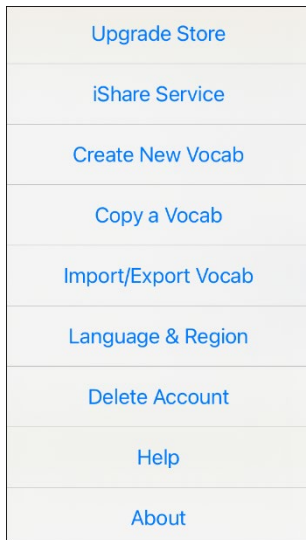 Upgrade Store
iShare Service
Create New Vocab
Copy a Vocab
Import/Export Vocab
Language & Region
Delete Account
Help
About